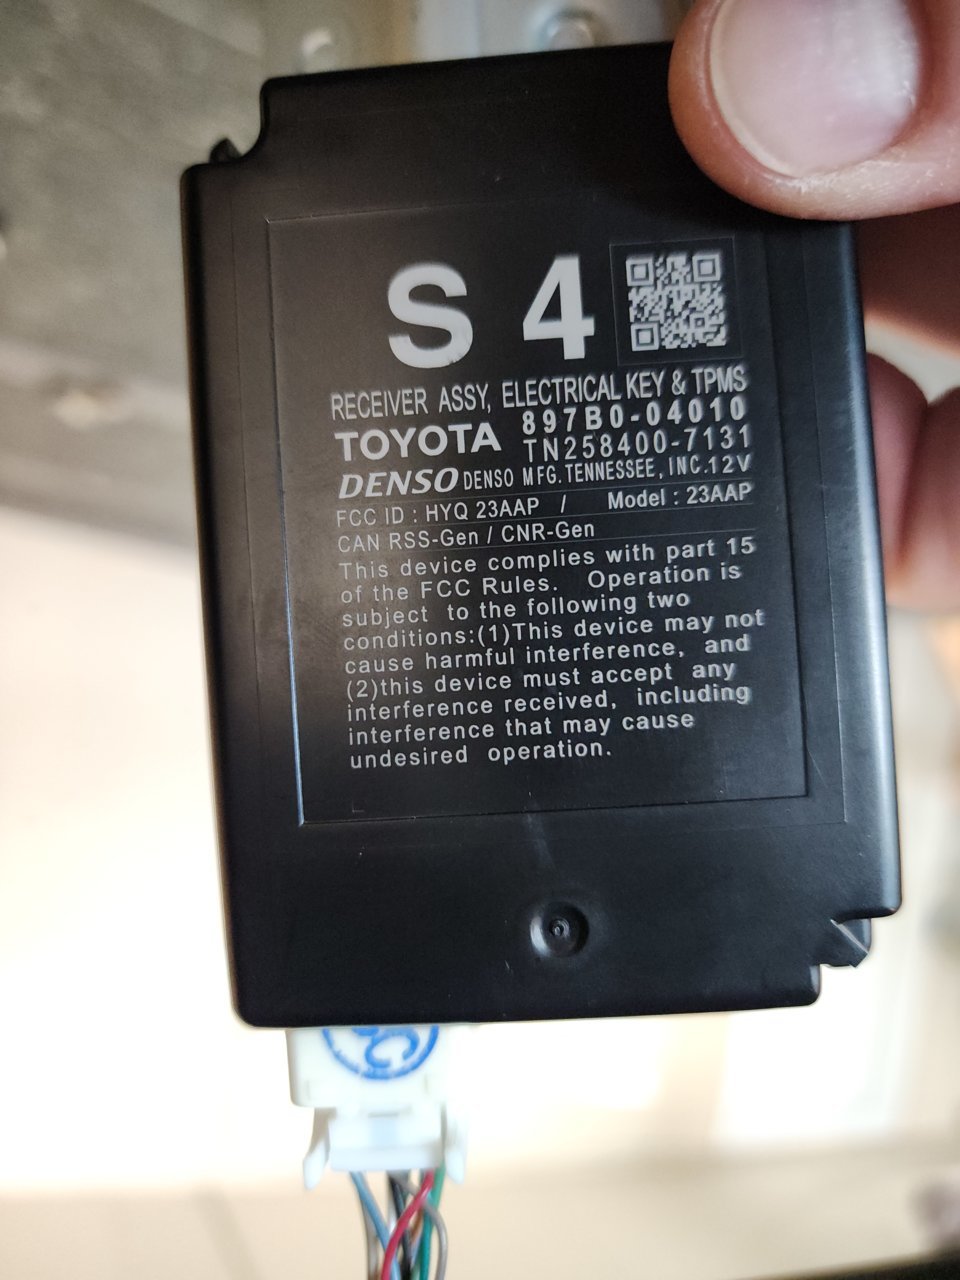 S 4
RECEIVER ASSY, ELECTRICAL KEY & TPMS
TOYOTA 897B0-04010
TN258400-7131
DENSO DENSO MFG. TENNESSEE, INC. 12V
FCC ID : HYQ 23AAP / Model : 23AAP
CAN RSS-Gen / CNR-Gen
This device complies with part 15
of the FCC Rules. Operation is
subject to the following two
conditions:(1)This device may not
cause harmful interference, and
(2)this device must accept any
interference received, including
interference that may cause
undesired operation.